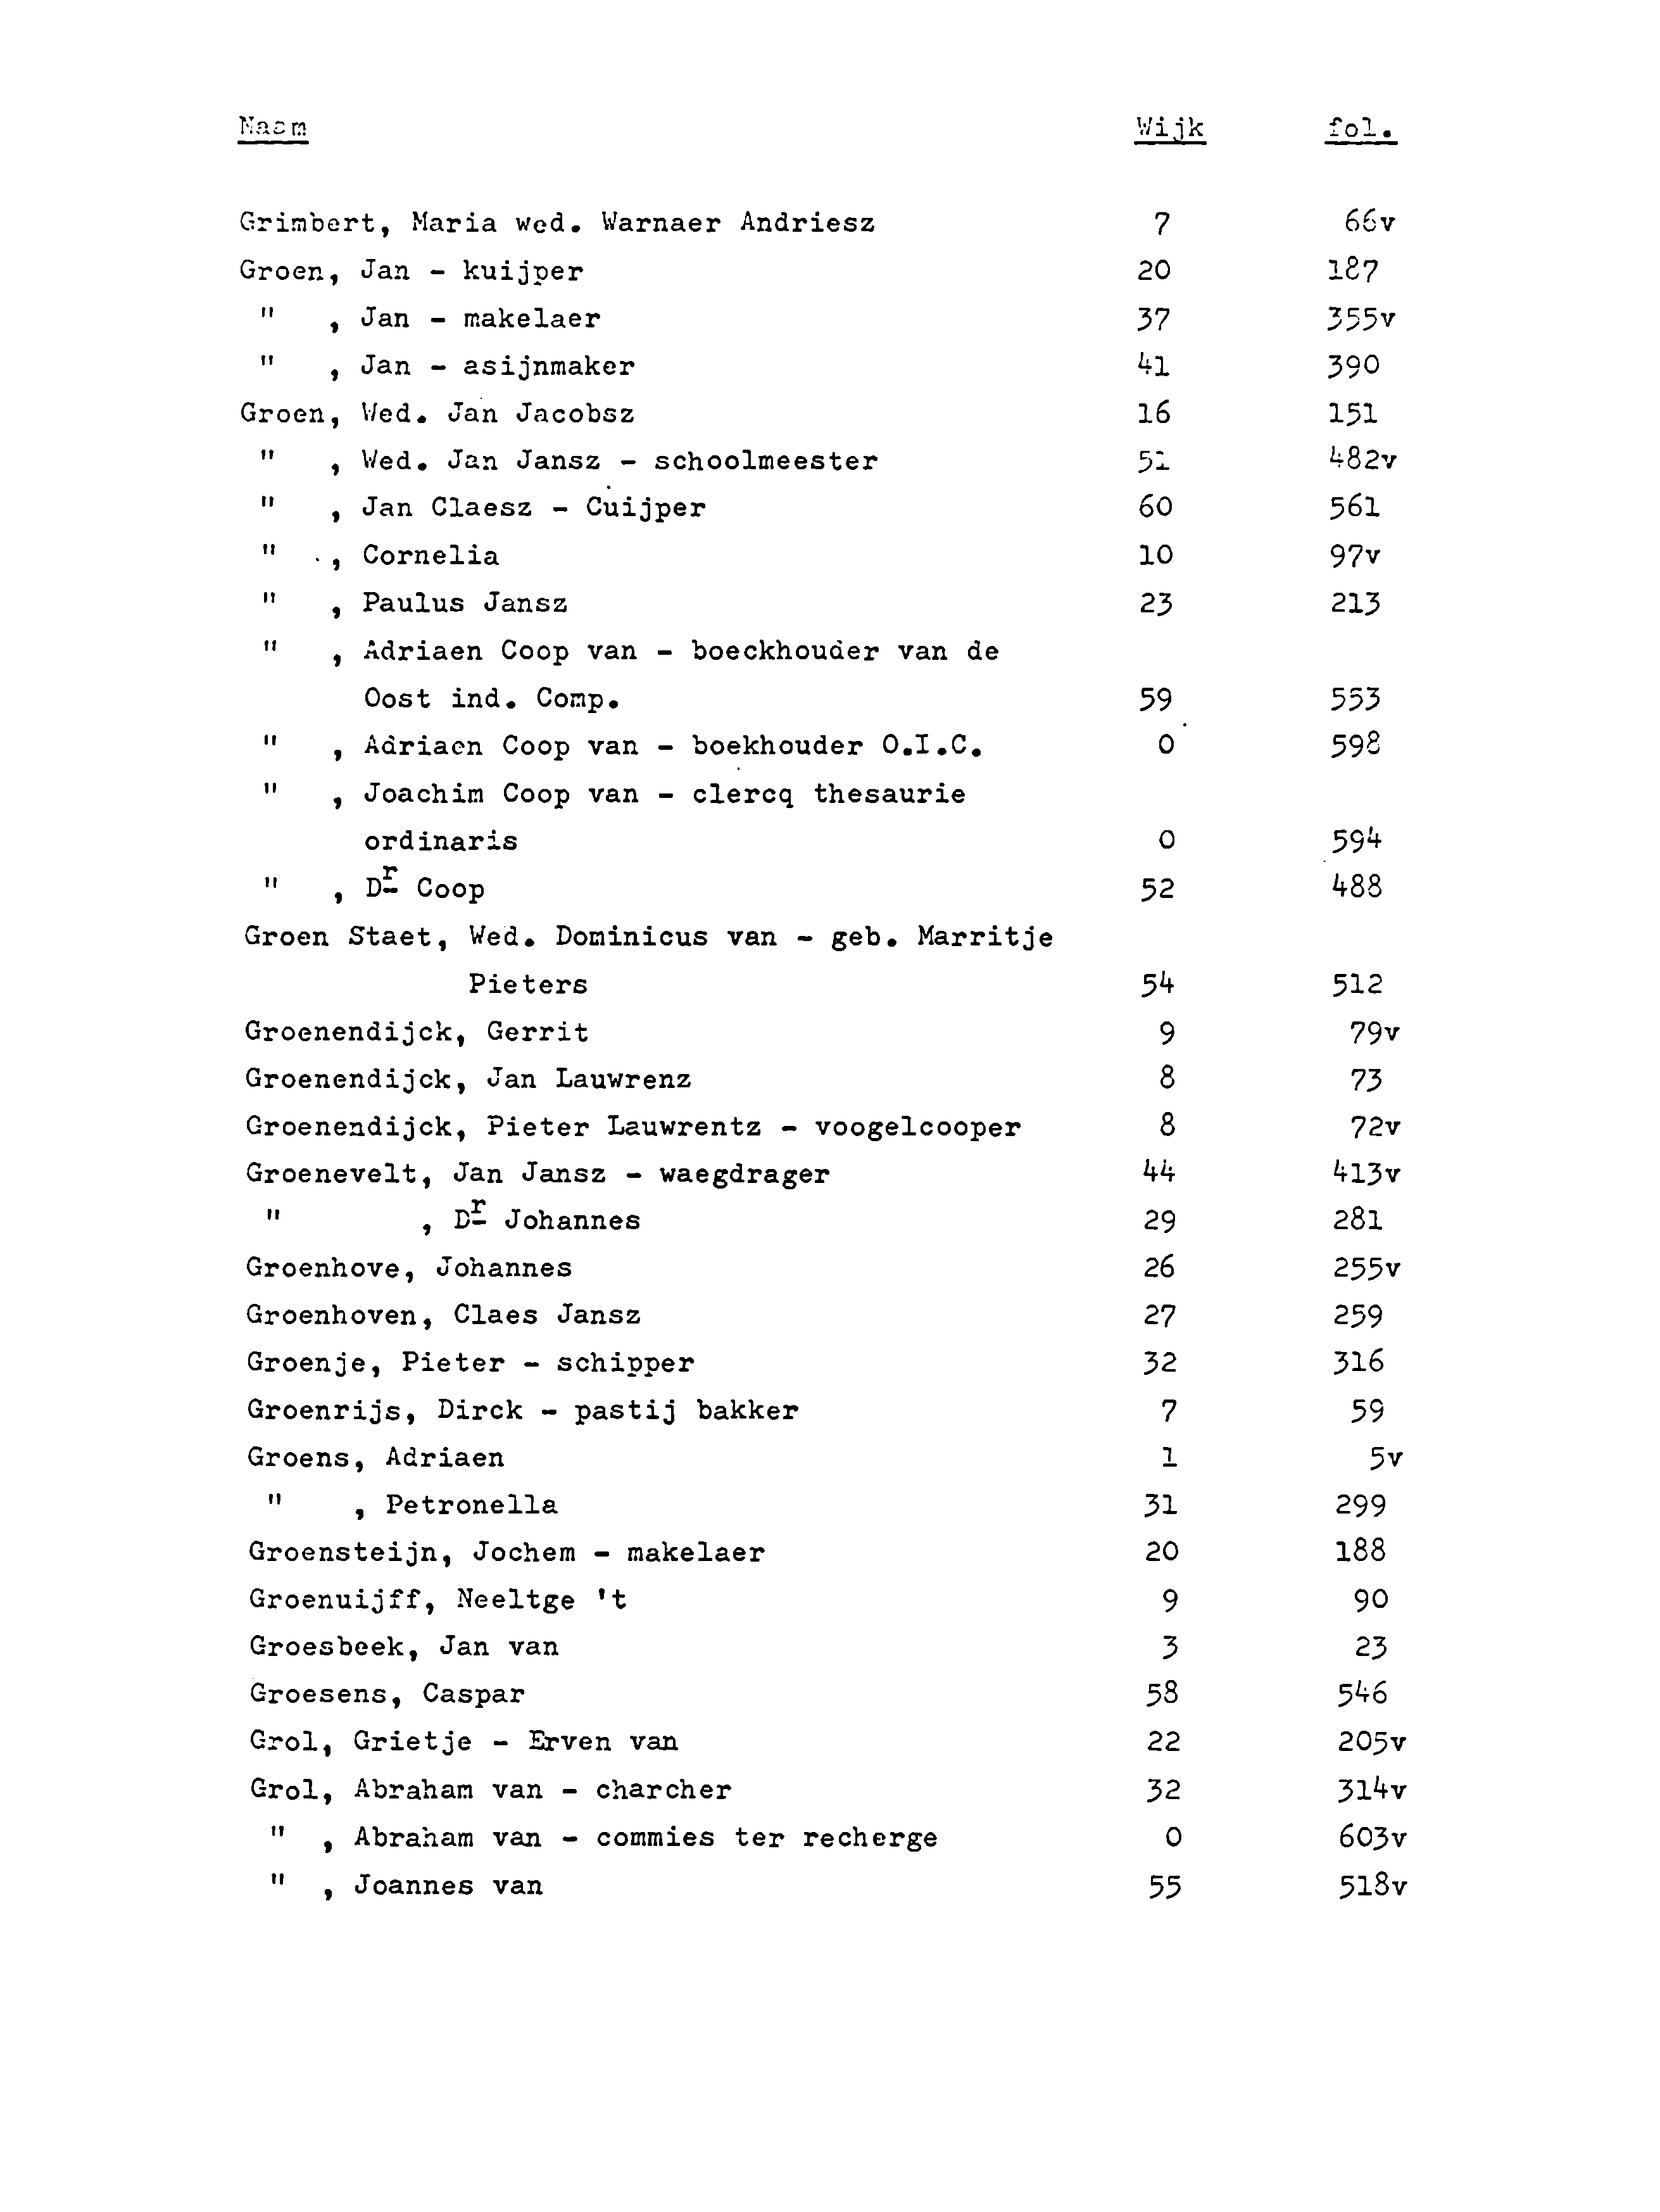 Naam Wijk fol.
Grimbert, Maria wed. Warnaer Andriesz 7 66v
Groen, Jan - kuijper 20 187
" , Jan - makelaer 37 355v
" , Jan - asijnmaker 41 390
Groen, Wed. Jan Jacobsz 16 151
" , Wed. Jan Jansz - schoolmeester 51 482v
" , Jan Claesz - Cuijper 60 561
" , Cornelia 10 97v
" , Paulus Jansz 23 213
" , Adriaen Coop van - boeckhouder van de
Oost ind. Comp. 59 553
" , Adriaen Coop van - boekhouder O.I.C. 0 598
" , Joachim Coop van - clercq thesaurie
ordinaris 0 594
" , Dr Coop 52 488
Groen Staet, Wed. Dominicus van - geb. Marritje
Pieters 54 512
Groenendijck, Gerrit 9 79v
Groenendijck, Jan Lauwrenz 8 73
Groenendijck, Pieter Lauwrentz - voogelcooper 8 72v
Groenevelt, Jan Jansz - waegdrager 44 413v
" , Dr Johannes 29 281
Groenhove, Johannes 26 255v
Groenhoven, Claes Jansz 27 259
Groenje, Pieter - schipper 32 316
Groenrijs, Dirck - pastij bakker 7 59
Groens, Adriaen 1 5v
" , Petronella 31 299
Groensteijn, Jochem - makelaer 20 188
Groenuijff, Neeltge 't 9 90
Groesbeek, Jan van 3 23
Groesens, Caspar 58 546
Grol, Grietje - Erven van 22 205v
Grol, Abraham van - charcher 32 314v
" , Abraham van - commies ter recherge 0 603v
" , Joannes van 55 518v